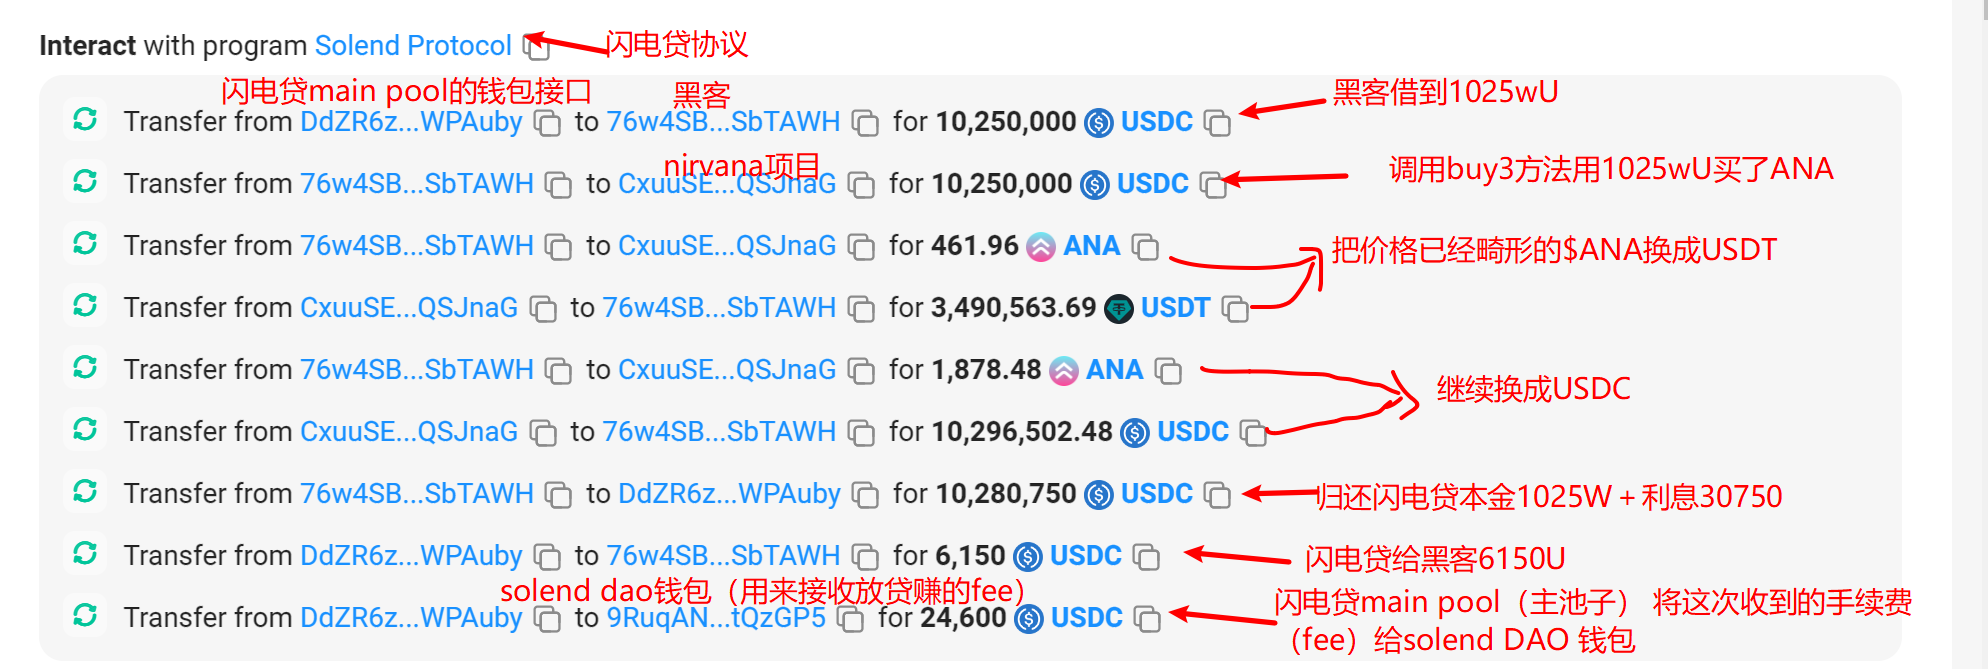 Interact with program Solend Protocol 闪电贷协议
闪电贷main pool的钱包接口 黑客 黑客借到1025wU
Transfer from DdZR6z...WPAuby to 76w4SB...SbTAWH for 10,250,000 USDC
nirvana项目 调用buy3方法用1025wU买了ANA
Transfer from 76w4SB...SbTAWH to CxuuSE...QSJnaG for 10,250,000 USDC
Transfer from 76w4SB...SbTAWH to CxuuSE...QSJnaG for 461.96 ANA 把价格已经畸形的$ANA换成USDT
Transfer from CxuuSE...QSJnaG to 76w4SB...SbTAWH for 3,490,563.69 USDT
Transfer from 76w4SB...SbTAWH to CxuuSE...QSJnaG for 1,878.48 ANA 继续换成USDC
Transfer from CxuuSE...QSJnaG to 76w4SB...SbTAWH for 10,296,502.48 USDC
Transfer from 76w4SB...SbTAWH to DdZR6z...WPAuby for 10,280,750 USDC 归还闪电贷本金1025W+利息30750
Transfer from DdZR6z...WPAuby to 76w4SB...SbTAWH for 6,150 USDC 闪电贷给黑客6150U
solend dao钱包（用来接收放贷赚的fee）
Transfer from DdZR6z...WPAuby to 9RuqAN...tQzGP5 for 24,600 USDC
闪电贷main pool（主池子） 将这次收到的手续费
（fee）给solend DAO 钱包